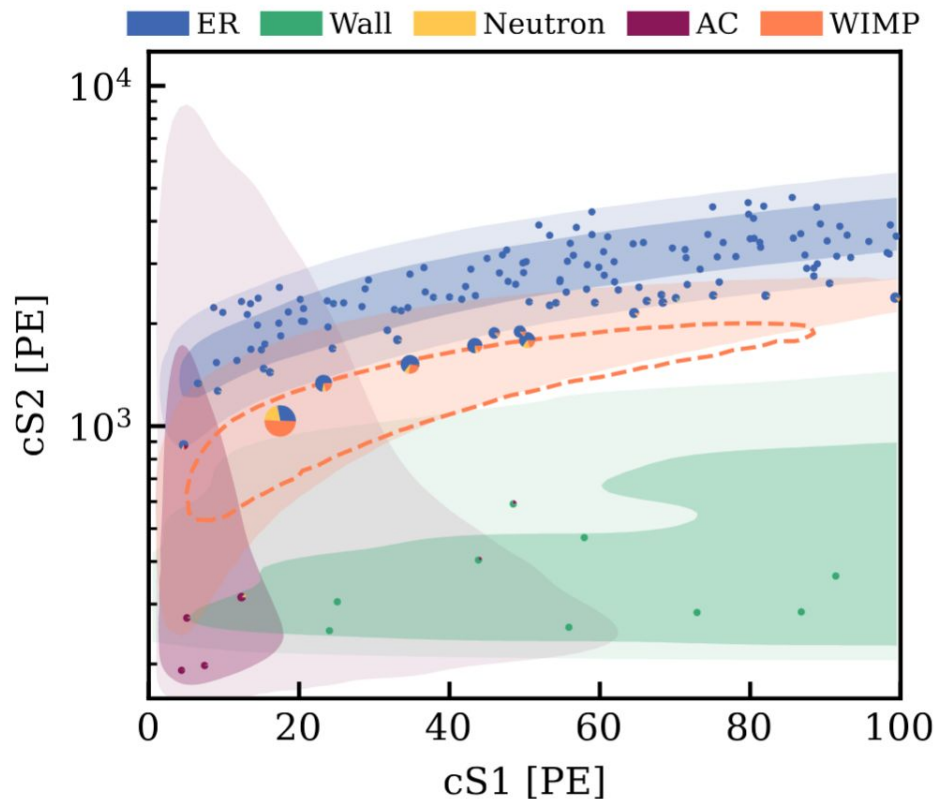 ER Wall Neutron AC WIMP
10⁴
10³
cS2 [PE]
0 20 40 60 80 100
cS1 [PE]